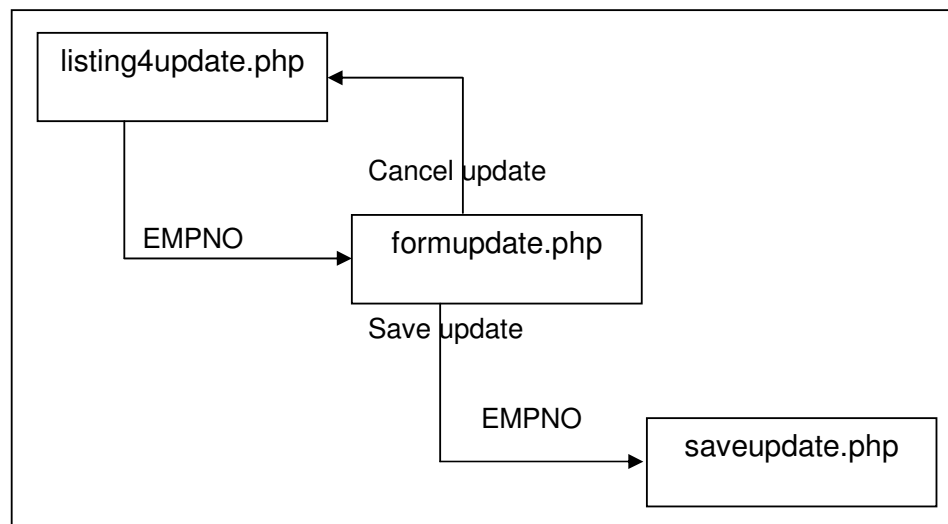 listing4update.php
Cancel update
EMPNO
formupdate.php
Save update
EMPNO
saveupdate.php